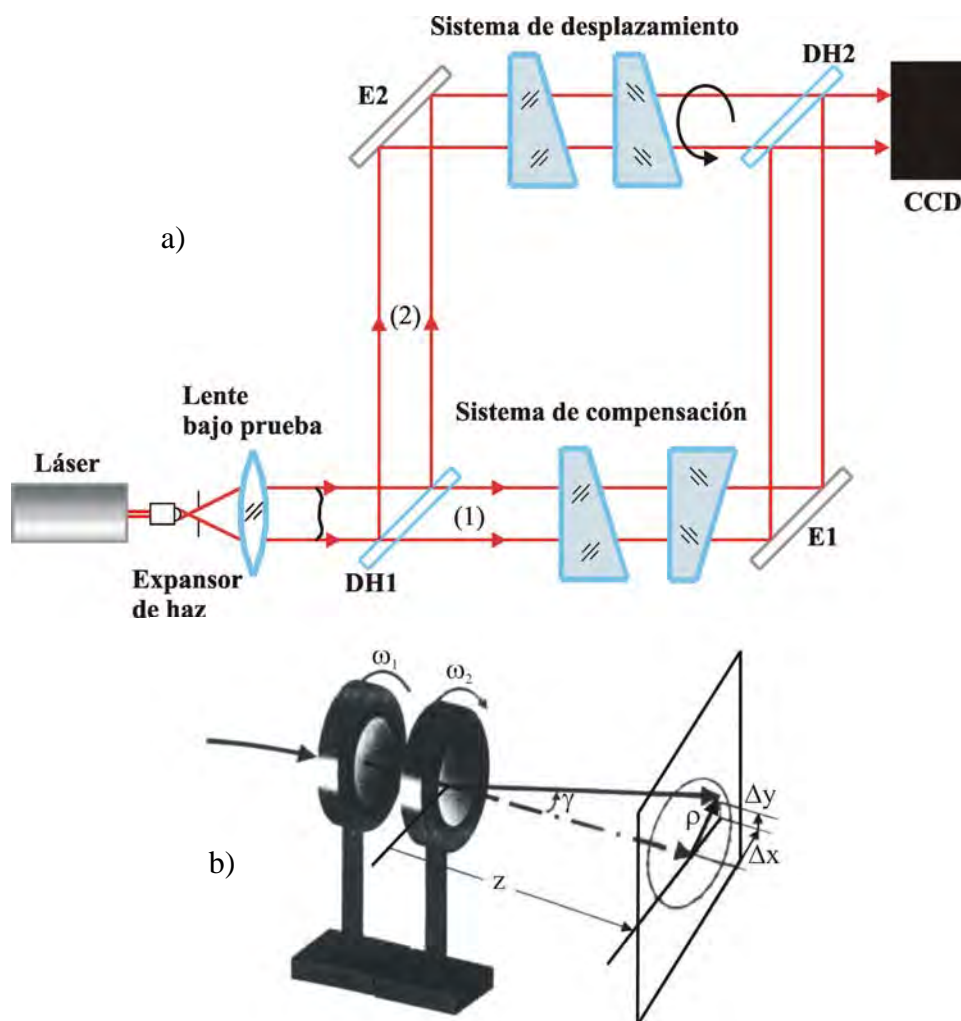 Sistema de desplazamiento
DH2
E2
CCD
a)
(2)
Lente
bajo prueba
Sistema de compensación
Láser
(1)
E1
Expansor
de haz
DH1
ω₁
ω₂
γ
ρ
Δy
Δx
z
b)